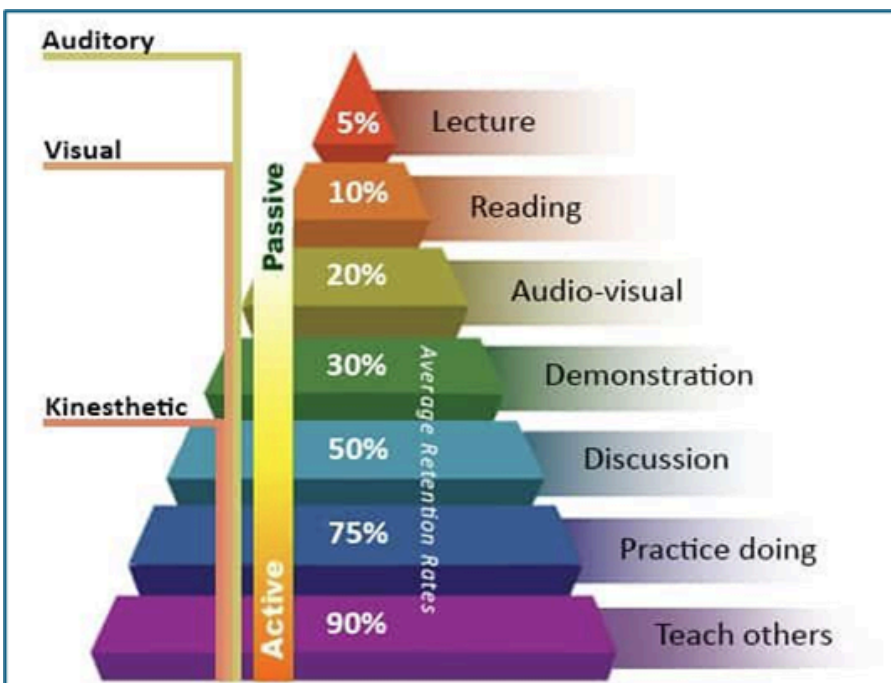 Auditory
Visual
Kinesthetic
Passive
Active
5%
Lecture
10%
Reading
20%
Audio-visual
30%
Demonstration
50%
Discussion
75%
Practice doing
90%
Teach others
Average Retention Rates